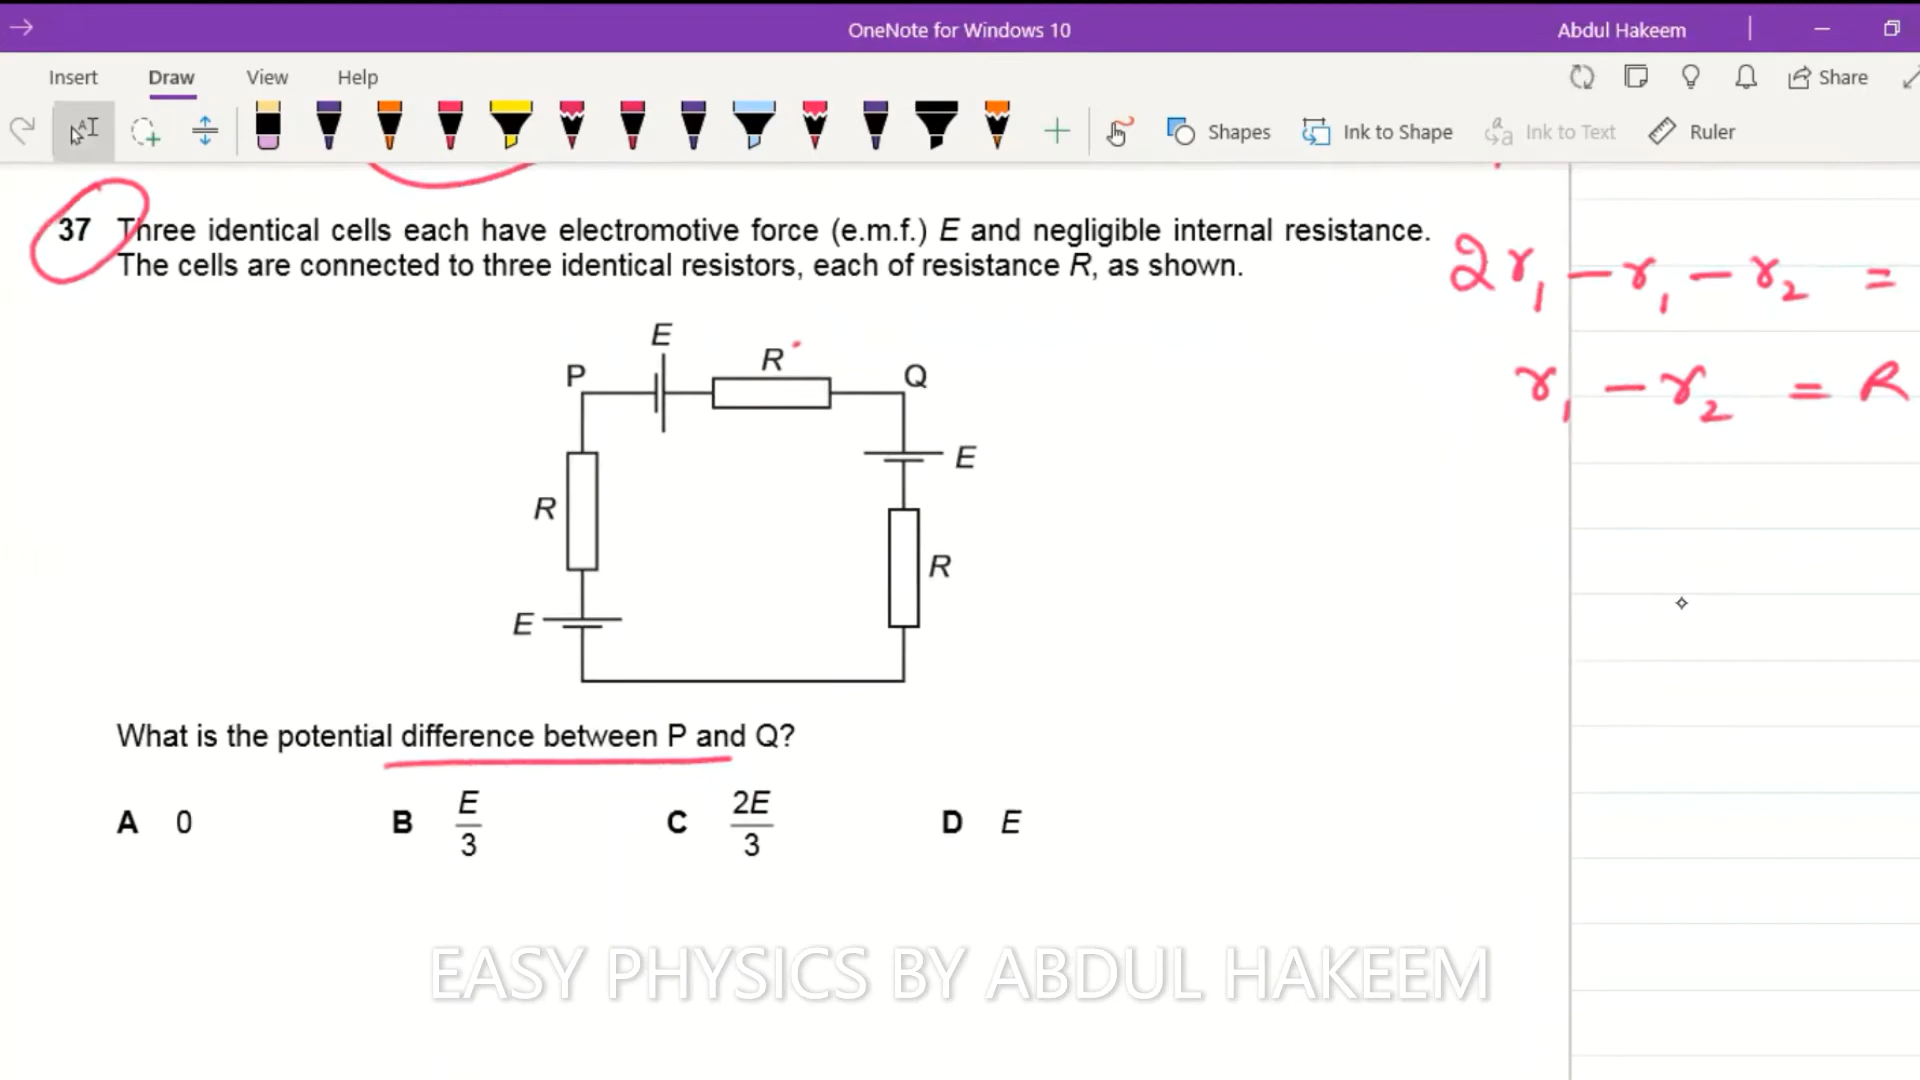 OneNote for Windows 10
Abdul Hakeem
Insert Draw View Help
Share
Shapes Ink to Shape Ink to Text Ruler
37 Three identical cells each have electromotive force (e.m.f.) E and negligible internal resistance.
The cells are connected to three identical resistors, each of resistance R, as shown.
2r₁ – r₁ – r₂ =
r₁ – r₂ = R
E
P R Q
E
R
R
E
What is the potential difference between P and Q?
A 0 B E/3 C 2E/3 D E
EASY PHYSICS BY ABDUL HAKEEM